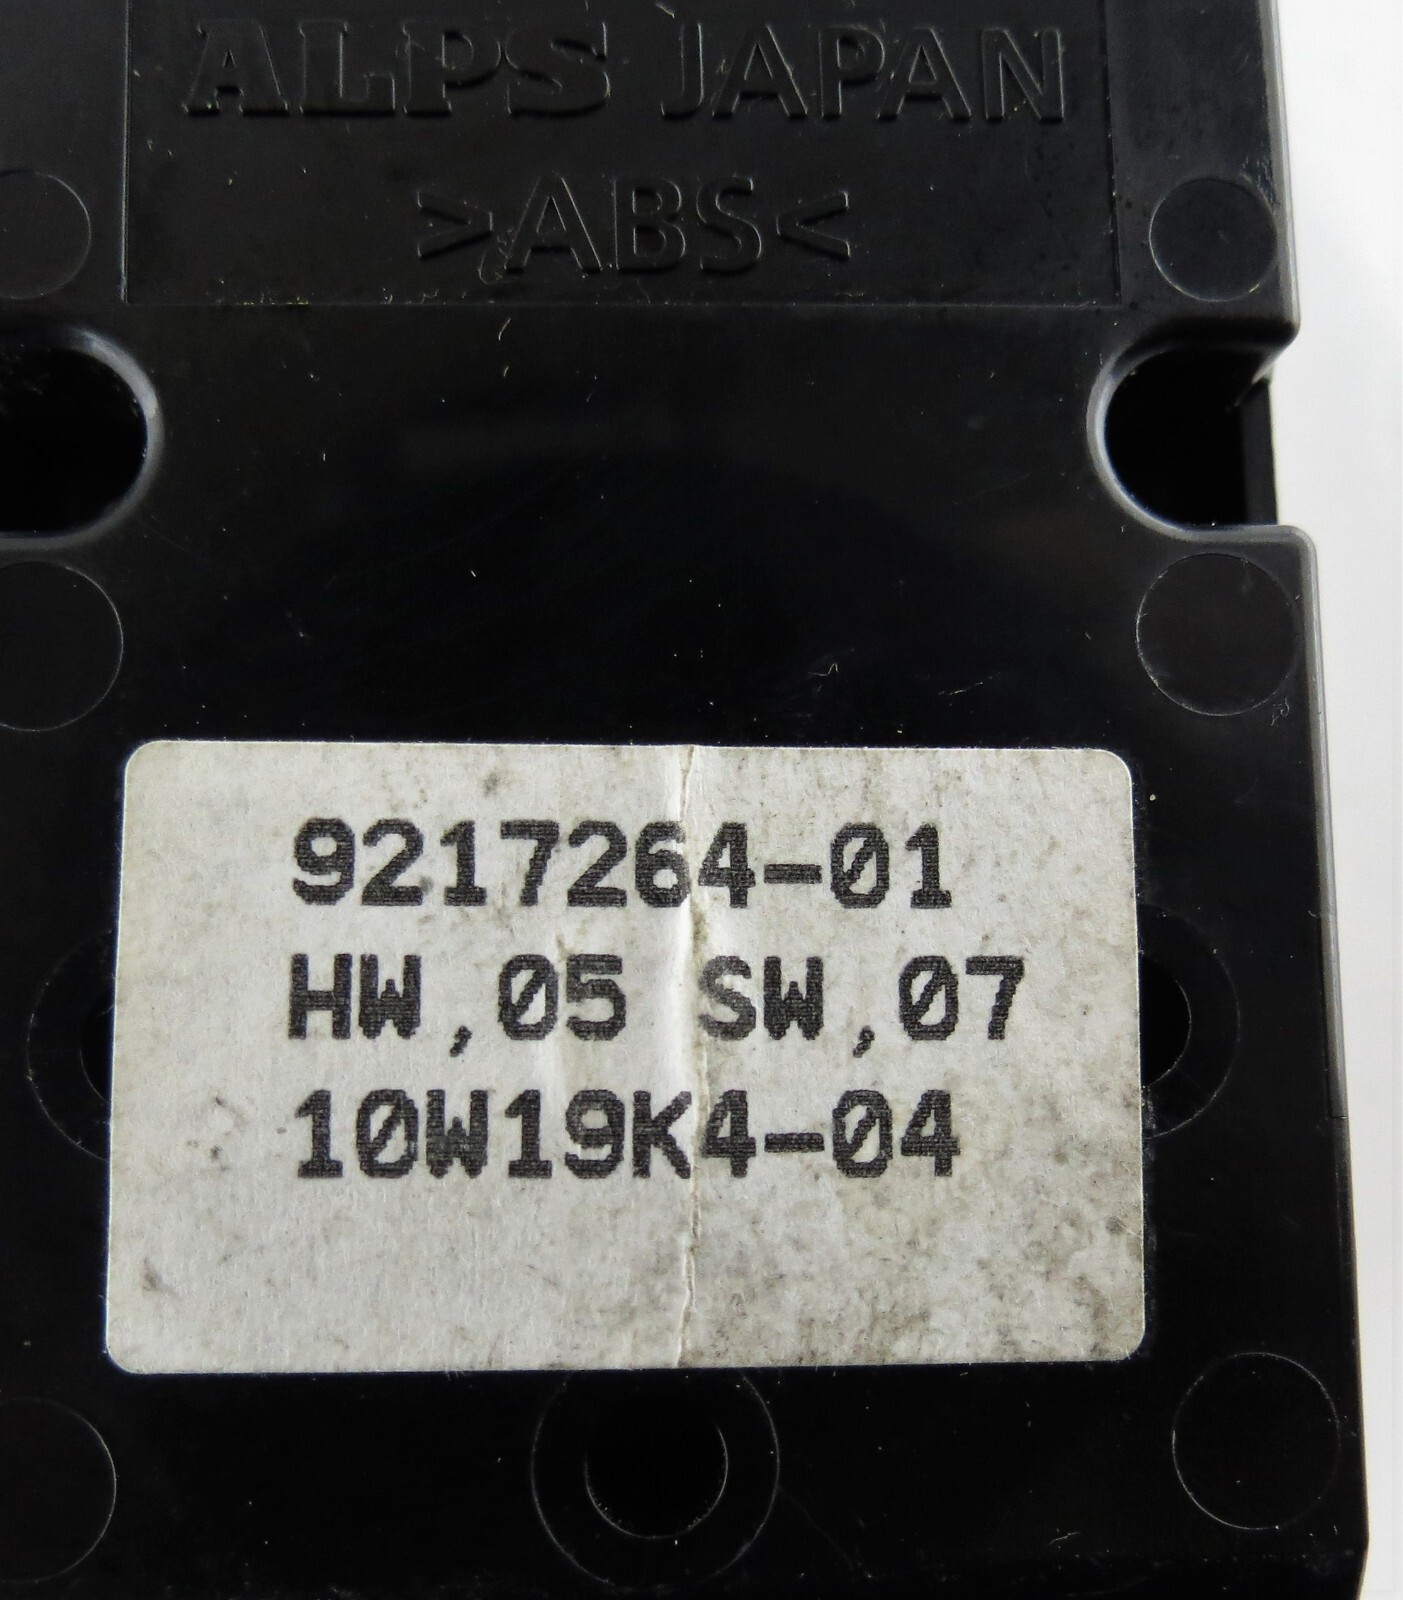 ALPS JAPAN
>ABS<
9217264-01
HW,05 SW,07
10W19K4-04